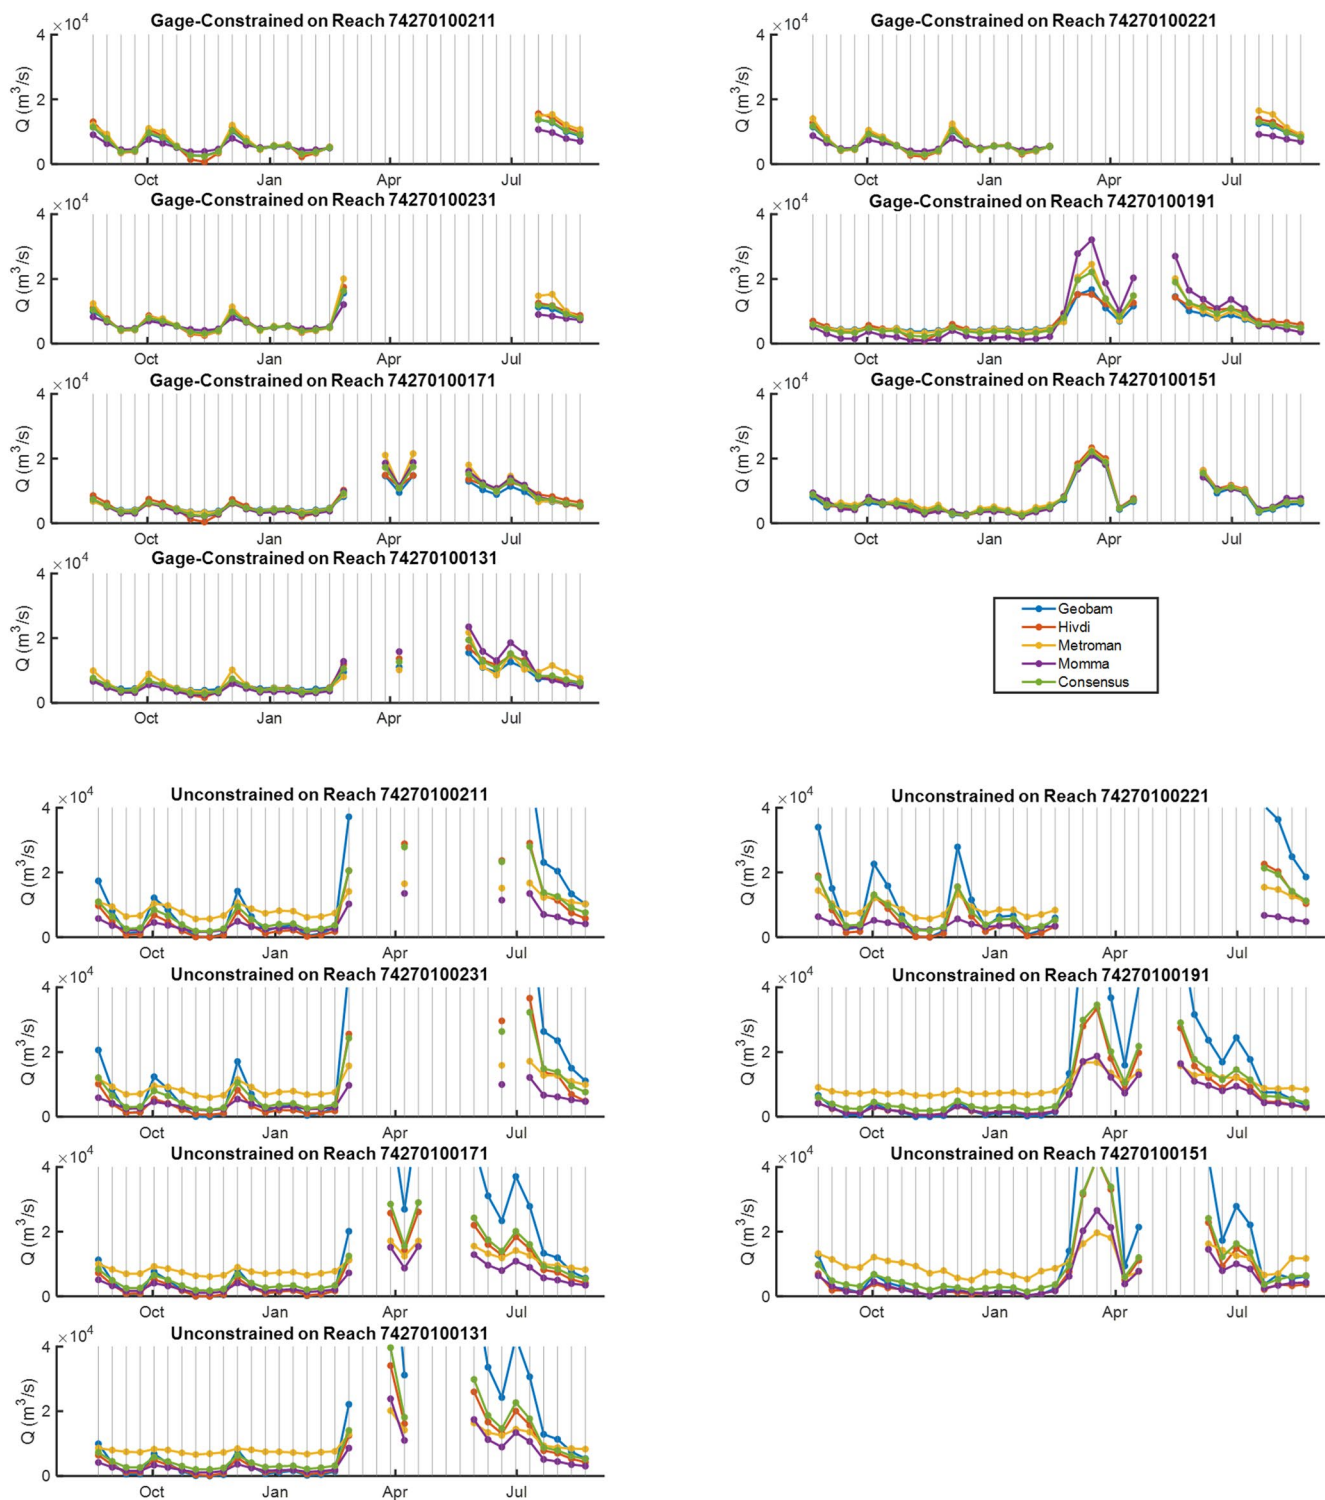 Gage-Constrained on Reach 74270100211
×10⁴
4
2
0
Q (m³/s)
Oct Jan Apr Jul
Gage-Constrained on Reach 74270100221
×10⁴
4
2
0
Q (m³/s)
Oct Jan Apr Jul
Gage-Constrained on Reach 74270100231
×10⁴
4
2
0
Q (m³/s)
Oct Jan Apr Jul
Gage-Constrained on Reach 74270100191
×10⁴
4
2
0
Q (m³/s)
Oct Jan Apr Jul
Gage-Constrained on Reach 74270100171
×10⁴
4
2
0
Q (m³/s)
Oct Jan Apr Jul
Gage-Constrained on Reach 74270100151
×10⁴
4
2
0
Q (m³/s)
Oct Jan Apr Jul
Gage-Constrained on Reach 74270100131
×10⁴
4
2
0
Q (m³/s)
Oct Jan Apr Jul
Geobam
Hivdi
Metroman
Momma
Consensus
Unconstrained on Reach 74270100211
×10⁴
4
2
0
Q (m³/s)
Oct Jan Apr Jul
Unconstrained on Reach 74270100221
×10⁴
4
2
0
Q (m³/s)
Oct Jan Apr Jul
Unconstrained on Reach 74270100231
×10⁴
4
2
0
Q (m³/s)
Oct Jan Apr Jul
Unconstrained on Reach 74270100191
×10⁴
4
2
0
Q (m³/s)
Oct Jan Apr Jul
Unconstrained on Reach 74270100171
×10⁴
4
2
0
Q (m³/s)
Oct Jan Apr Jul
Unconstrained on Reach 74270100151
×10⁴
4
2
0
Q (m³/s)
Oct Jan Apr Jul
Unconstrained on Reach 74270100131
×10⁴
4
2
0
Q (m³/s)
Oct Jan Apr Jul